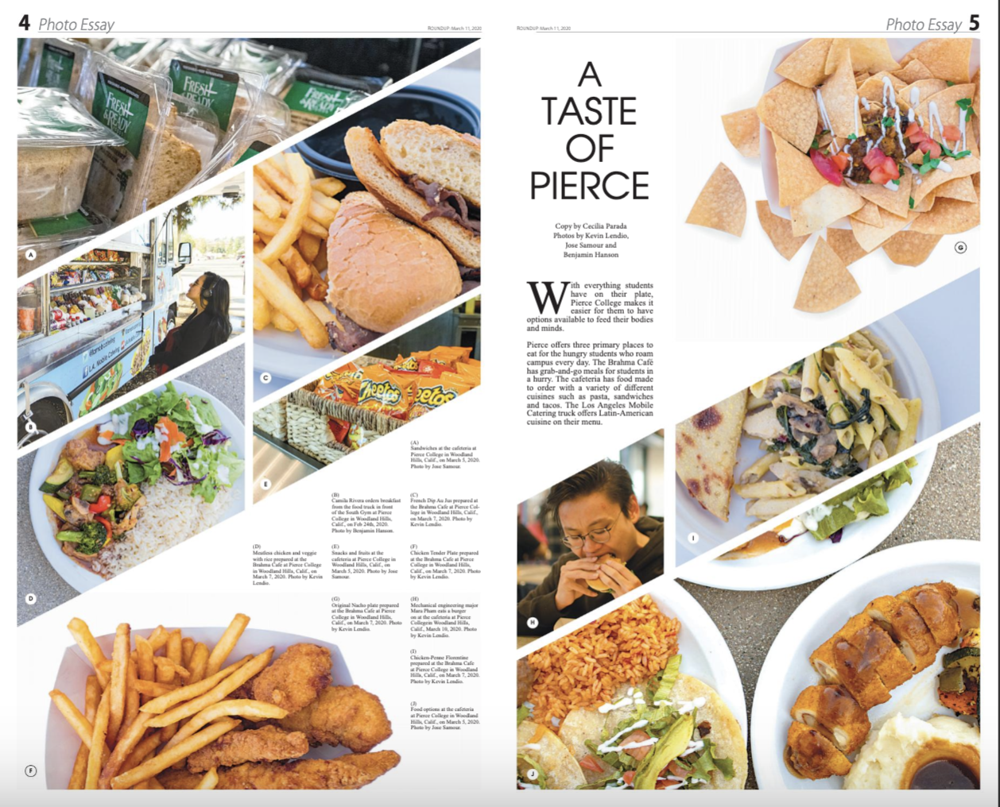 4 Photo Essay
ROUNDUP: March 11, 2020
FRESH
& READY
FRESH
& READY
FRESH
& READY
A
L.A. Mobile Catering
B
C
Cheetos
eetos
E
D
F
(A)
Sandwiches at the cafeteria at
Pierce College in Woodland
Hills, Calif., on March 5, 2020.
Photo by Jose Samour.
(B)
Camila Rivera orders breakfast
from the food truck in front
of the South Gym at Pierce
College in Woodland Hills,
Calif., on Feb 24th, 2020.
Photo by Benjamin Hanson.
(C)
French Dip Au Jus prepared at
the Brahma Cafe at Pierce Col-
lege in Woodland Hills, Calif.,
on March 7, 2020. Photo by
Kevin Lendio.
(D)
Meatless chicken and veggie
with rice prepared at the
Brahma Cafe at Pierce College
in Woodland Hills, Calif., on
March 7, 2020. Photo by Kevin
Lendio.
(E)
Snacks and fruits at the
cafeteria at Pierce College in
Woodland Hills, Calif., on
March 5, 2020. Photo by Jose
Samour.
(F)
Chicken Tender Plate prepared
at the Brahma Cafe at Pierce
College in Woodland Hills,
Calif., on March 7, 2020. Photo
by Kevin Lendio.
(G)
Original Nacho plate prepared
at the Brahma Cafe at Pierce
College in Woodland Hills,
Calif., on March 7, 2020. Photo
by Kevin Lendio.
(H)
Mechanical engineering major
Mara Pham eats a burger
on at the cafeteria at Pierce
Collegein Woodland Hills,
Calif., March 10, 2020. Photo
by Kevin Lendio.
(I)
Chicken-Penne Florentine
prepared at the Brahma Cafe
at Pierce College in Woodland
Hills, Calif., on March 7, 2020.
Photo by Kevin Lendio.
(J)
Food options at the cafeteria
at Pierce College in Woodland
Hills, Calif., on March 5, 2020.
Photo by Jose Samour.
ROUNDUP: March 11, 2020
Photo Essay 5
A
TASTE
OF
PIERCE
Copy by Cecilia Parada
Photos by Kevin Lendio,
Jose Samour and
Benjamin Hanson
With everything students
have on their plate,
Pierce College makes it
easier for them to have
options available to feed their bodies
and minds.
Pierce offers three primary places to
eat for the hungry students who roam
campus every day. The Brahma Café
has grab-and-go meals for students in
a hurry. The cafeteria has food made
to order with a variety of different
cuisines such as pasta, sandwiches
and tacos. The Los Angeles Mobile
Catering truck offers Latin-American
cuisine on their menu.
G
I
H
J